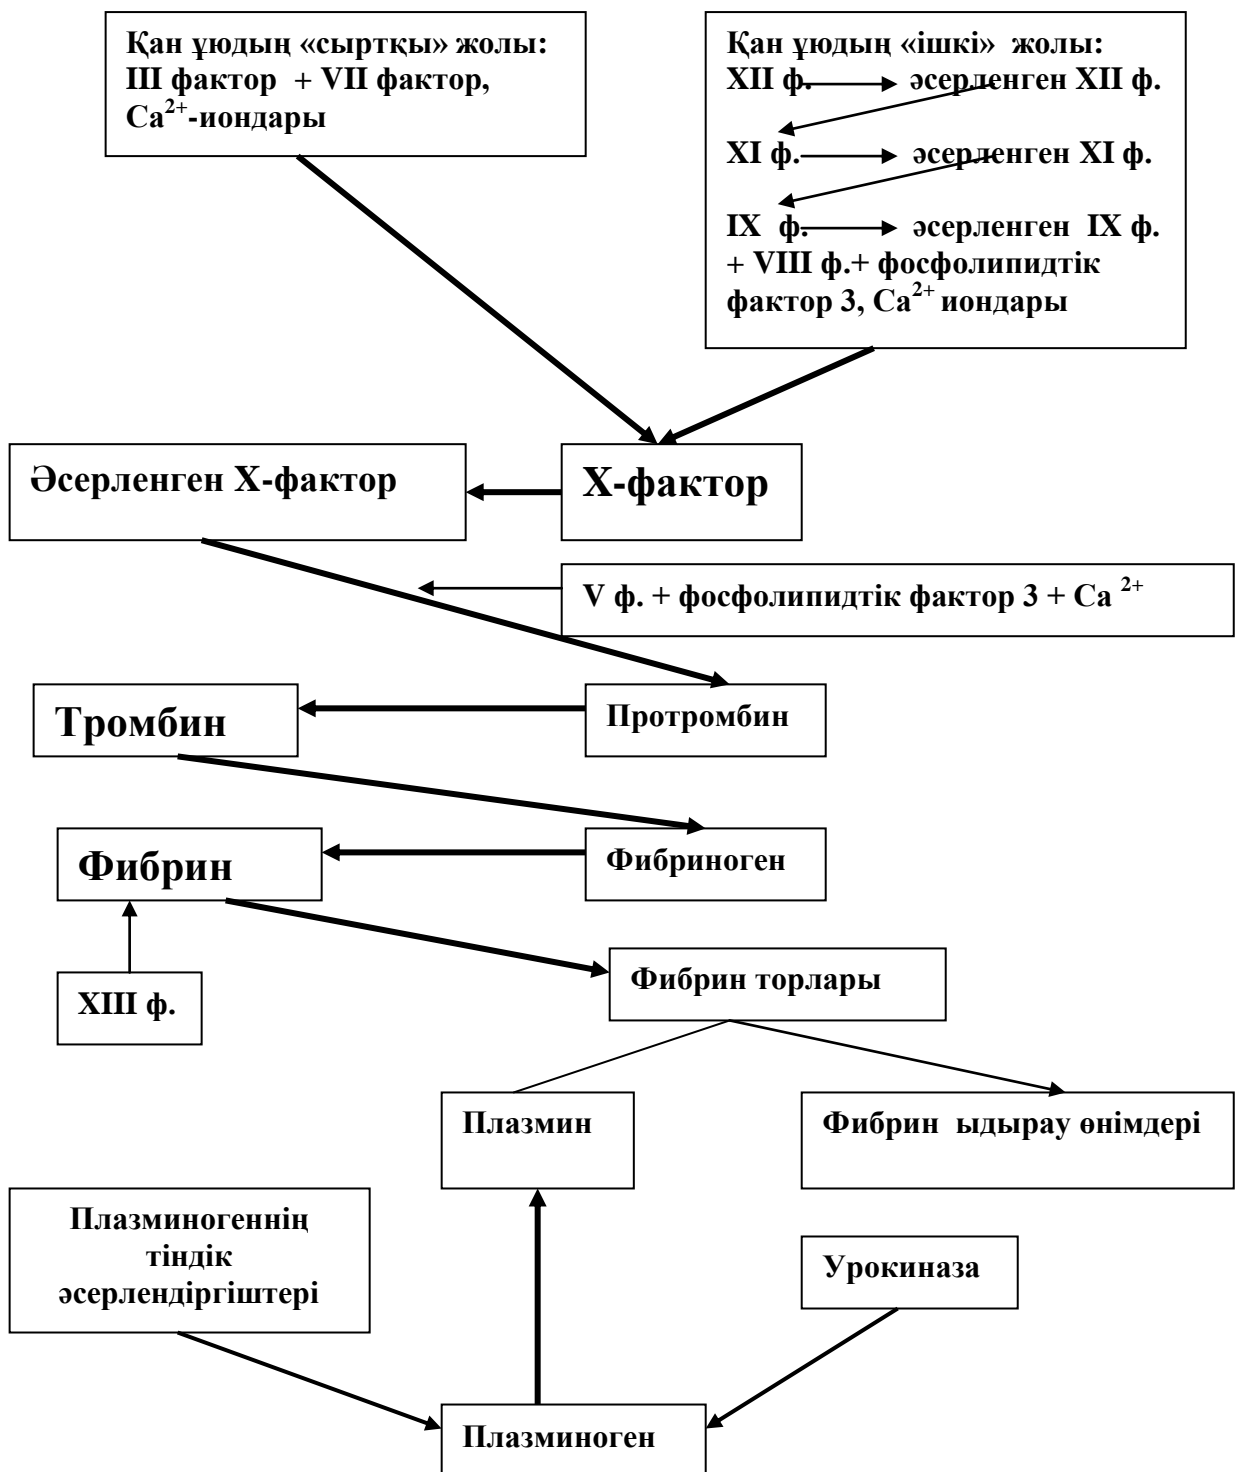 Қан ұюдың «сыртқы» жолы:
III фактор + VII фактор,
Ca²⁺-иондары
Қан ұюдың «ішкі» жолы:
XII ф. әсерленген XII ф.
XI ф. әсерленген XI ф.
IX ф. әсерленген IX ф.
+ VIII ф.+ фосфолипидтік
фактор 3, Ca²⁺ иондары
Әсерленген X-фактор
X-фактор
V ф. + фосфолипидтік фактор 3 + Ca ²⁺
Тромбин
Протромбин
Фибрин
Фибриноген
XIII ф.
Фибрин торлары
Плазмин
Фибрин ыдырау өнімдері
Плазминогеннің
тіндік
әсерлендіргіштері
Урокиназа
Плазминоген